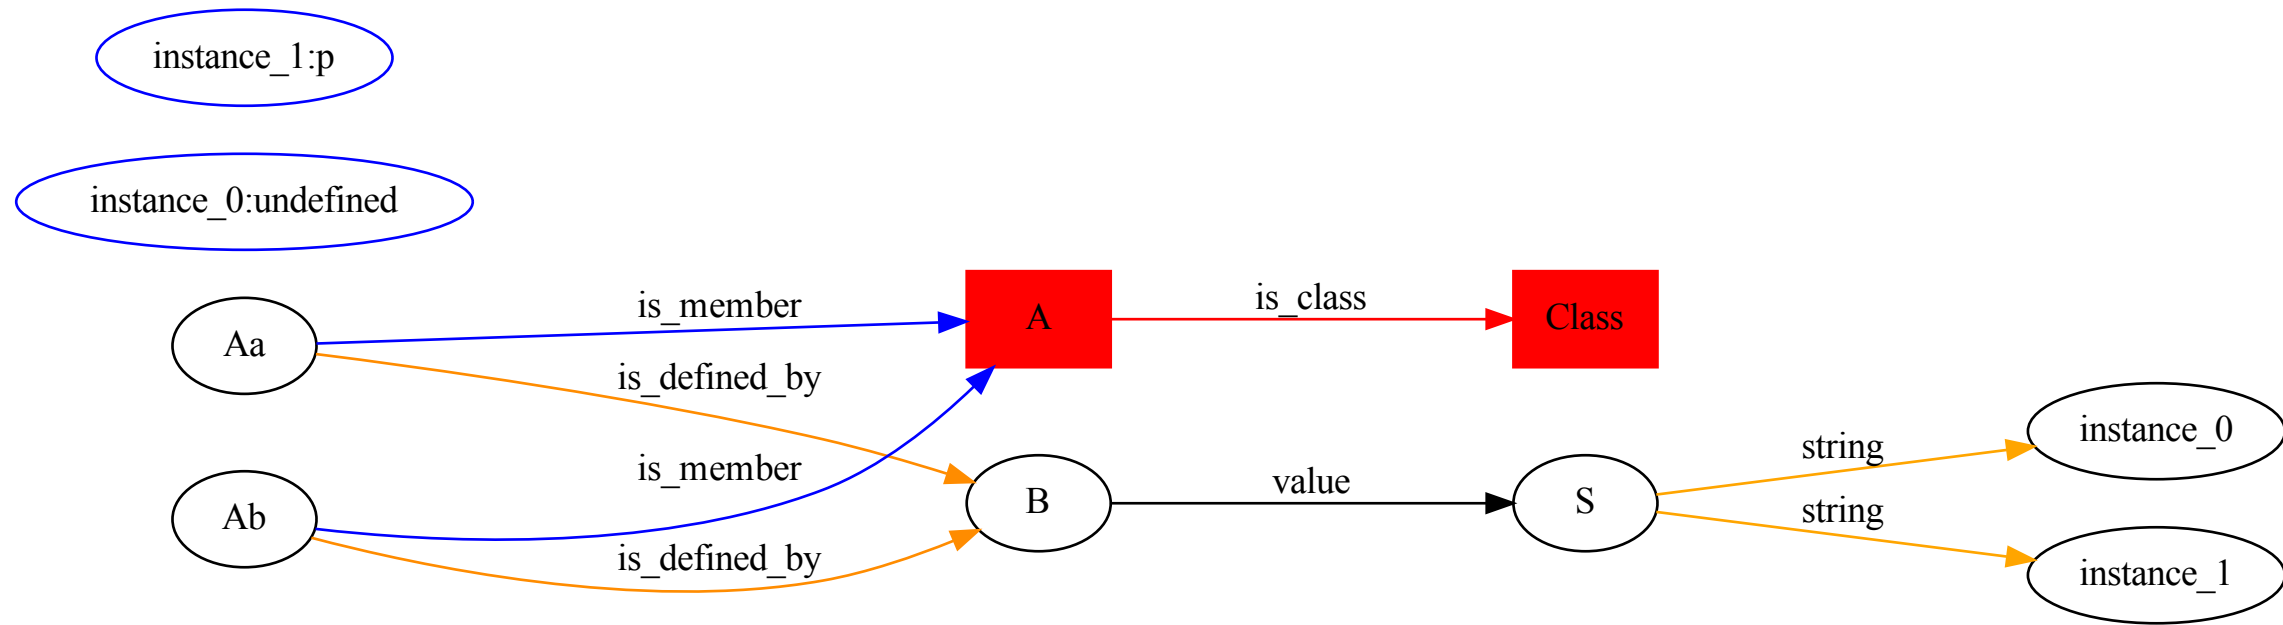 instance_1:p
instance_0:undefined
Aa
is_member
A
is_class
Class
is_defined_by
Ab
is_member
is_defined_by
B
value
S
string
instance_0
string
instance_1